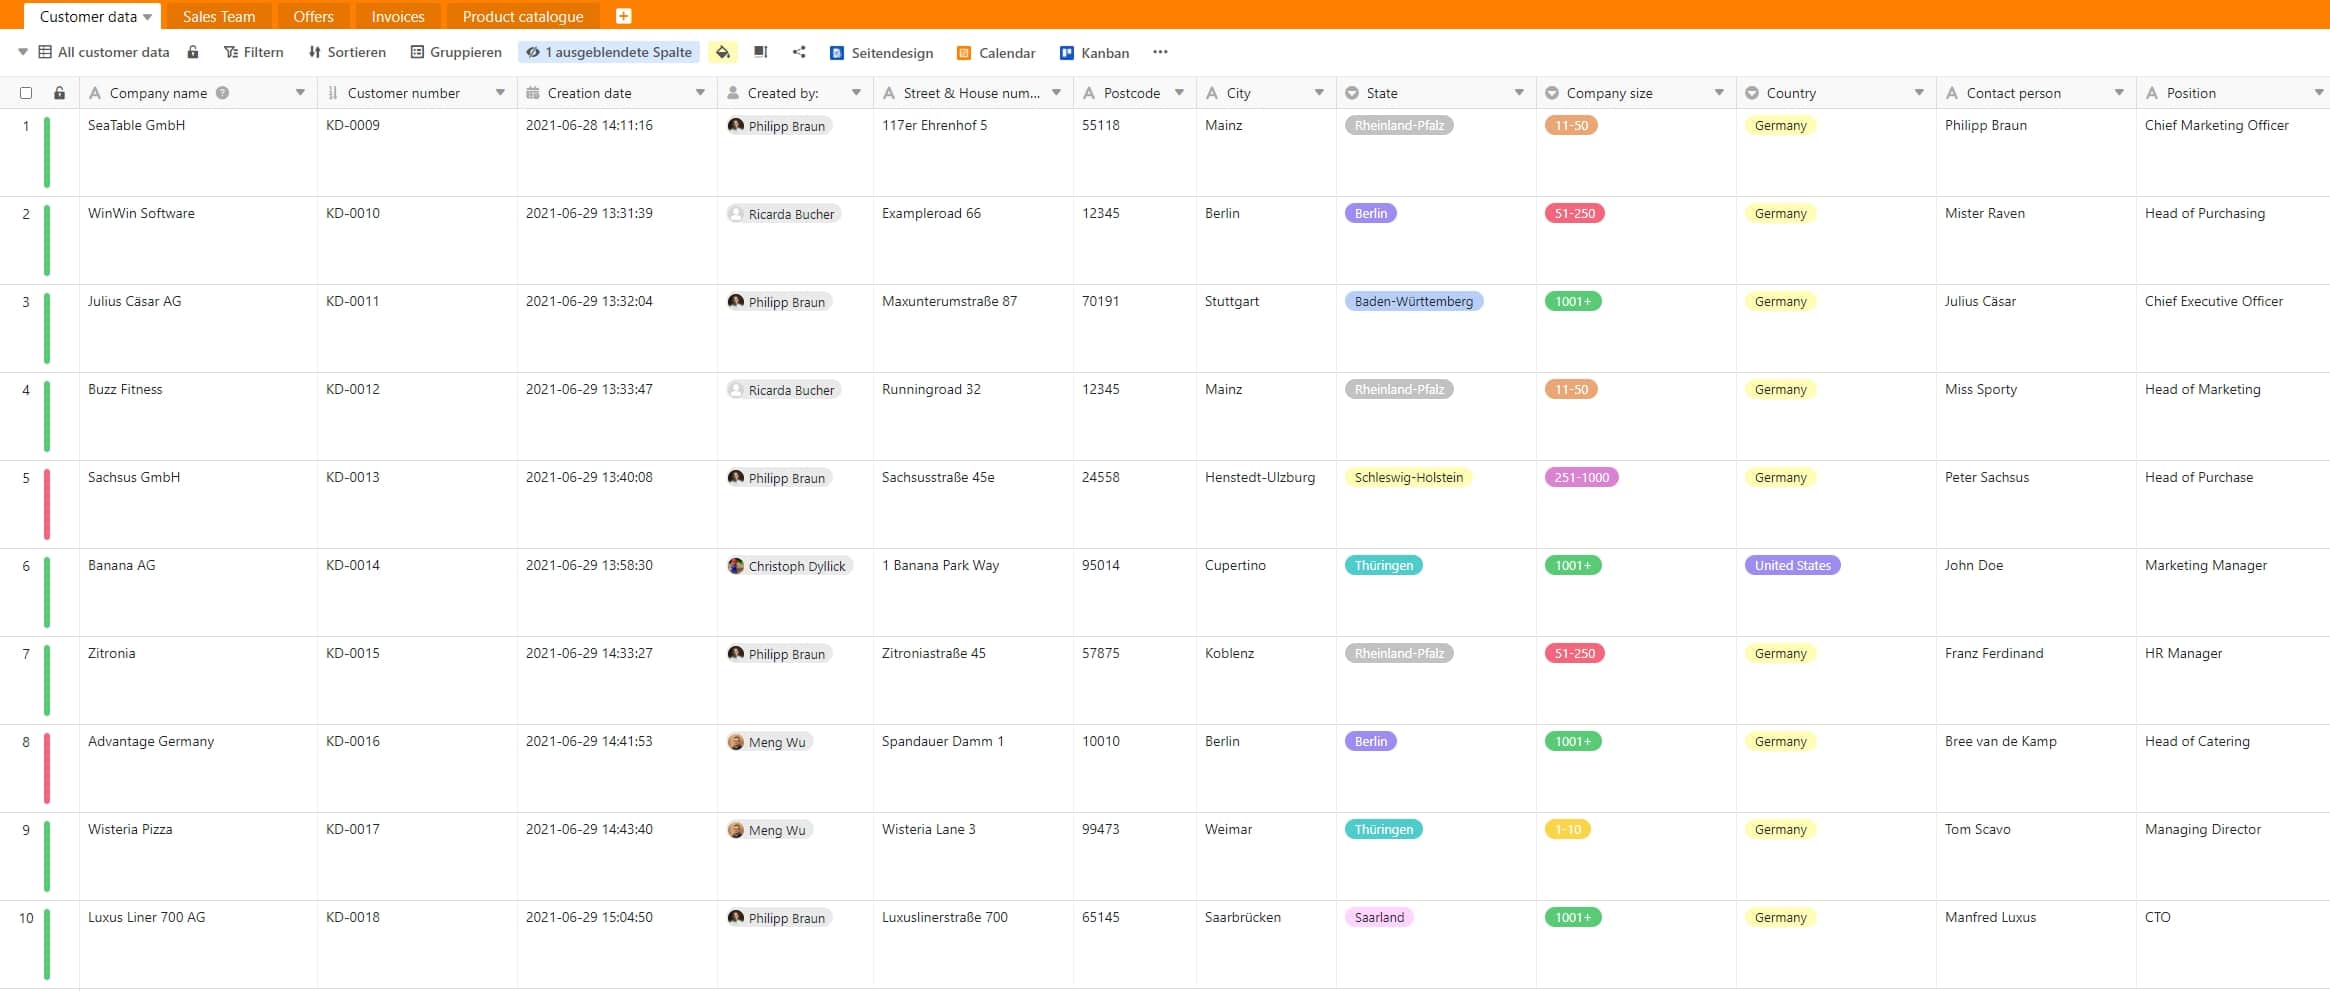 Customer data Sales Team Offers Invoices Product catalogue
All customer data Filtern Sortieren Gruppieren 1 ausgeblendete Spalte Seitendesign Calendar Kanban
Company name Customer number Creation date Created by: Street & House num... Postcode City State Company size Country Contact person Position
1 SeaTable GmbH KD-0009 2021-06-28 14:11:16 Philipp Braun 117er Ehrenhof 5 55118 Mainz Rheinland-Pfalz 11-50 Germany Philipp Braun Chief Marketing Officer
2 WinWin Software KD-0010 2021-06-29 13:31:39 Ricarda Bucher Exampleroad 66 12345 Berlin Berlin 51-250 Germany Mister Raven Head of Purchasing
3 Julius Cäsar AG KD-0011 2021-06-29 13:32:04 Philipp Braun Maxunterumstraße 87 70191 Stuttgart Baden-Württemberg 1001+ Germany Julius Cäsar Chief Executive Officer
4 Buzz Fitness KD-0012 2021-06-29 13:33:47 Ricarda Bucher Runningroad 32 12345 Mainz Rheinland-Pfalz 11-50 Germany Miss Sporty Head of Marketing
5 Sachsus GmbH KD-0013 2021-06-29 13:40:08 Philipp Braun Sachsusstraße 45e 24558 Henstedt-Ulzburg Schleswig-Holstein 251-1000 Germany Peter Sachsus Head of Purchase
6 Banana AG KD-0014 2021-06-29 13:58:30 Christoph Dyllick 1 Banana Park Way 95014 Cupertino Thüringen 1001+ United States John Doe Marketing Manager
7 Zitronia KD-0015 2021-06-29 14:33:27 Philipp Braun Zitroniastraße 45 57875 Koblenz Rheinland-Pfalz 51-250 Germany Franz Ferdinand HR Manager
8 Advantage Germany KD-0016 2021-06-29 14:41:53 Meng Wu Spandauer Damm 1 10010 Berlin Berlin 1001+ Germany Bree van de Kamp Head of Catering
9 Wisteria Pizza KD-0017 2021-06-29 14:43:40 Meng Wu Wisteria Lane 3 99473 Weimar Thüringen 1-10 Germany Tom Scavo Managing Director
10 Luxus Liner 700 AG KD-0018 2021-06-29 15:04:50 Philipp Braun Luxuslinerstraße 700 65145 Saarbrücken Saarland 1001+ Germany Manfred Luxus CTO